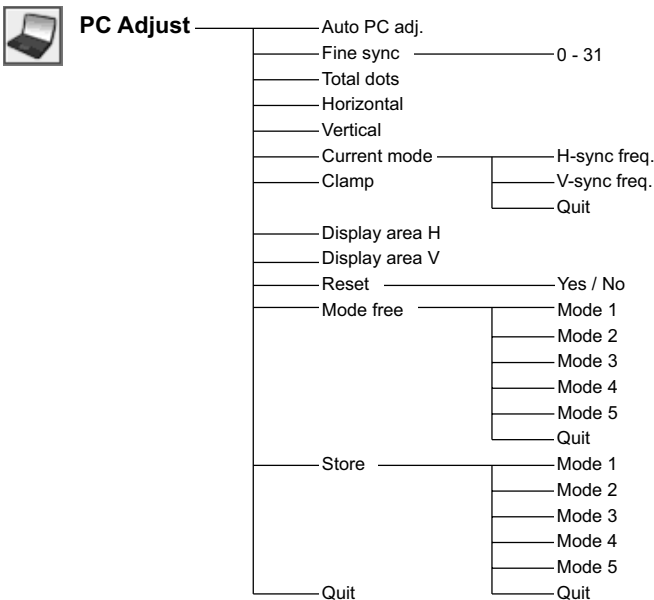 PC Adjust
Auto PC adj.
Fine sync 0 - 31
Total dots
Horizontal
Vertical
Current mode H-sync freq.
Clamp V-sync freq.
Quit
Display area H
Display area V
Reset Yes / No
Mode free Mode 1
Mode 2
Mode 3
Mode 4
Mode 5
Quit
Store Mode 1
Mode 2
Mode 3
Mode 4
Mode 5
Quit Quit